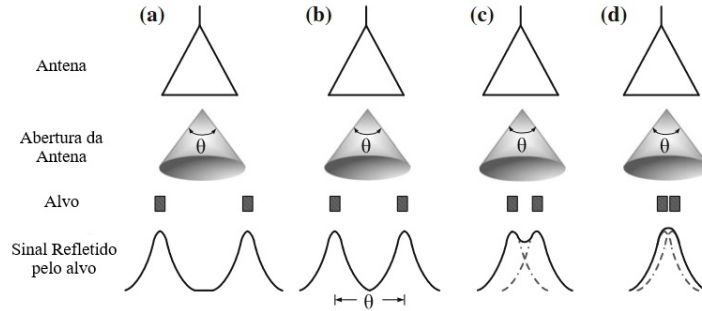 (a) (b) (c) (d)
Antena
Abertura da
Antena
θ θ θ θ
Alvo
Sinal Refletido
pelo alvo
θ